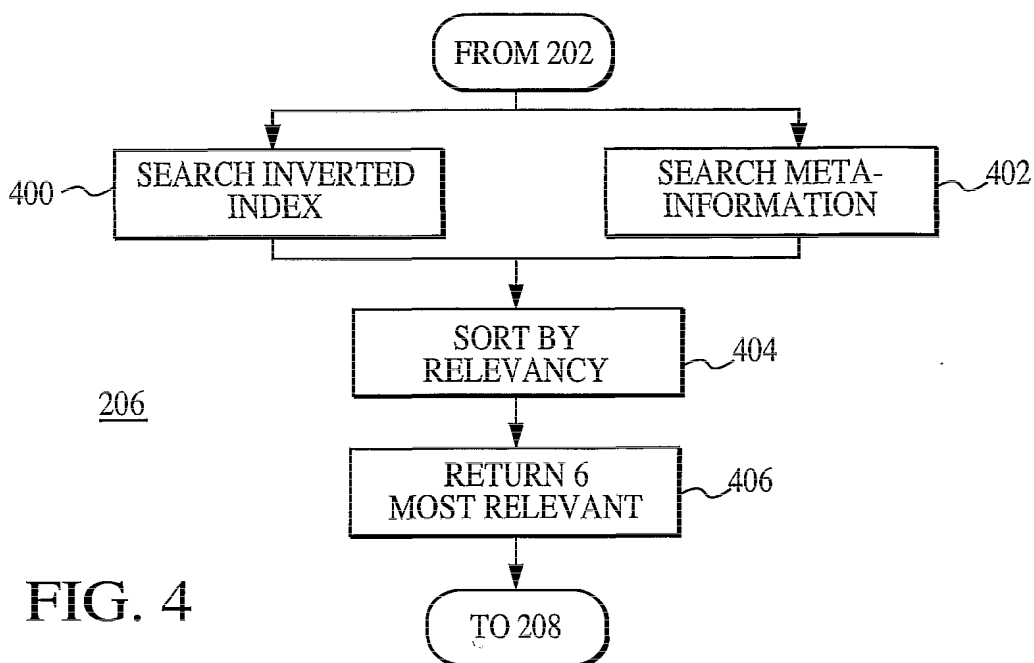 FROM 202
400
SEARCH INVERTED
INDEX
SEARCH META-
INFORMATION
402
SORT BY
RELEVANCY
404
206
RETURN 6
MOST RELEVANT
406
FIG. 4
TO 208